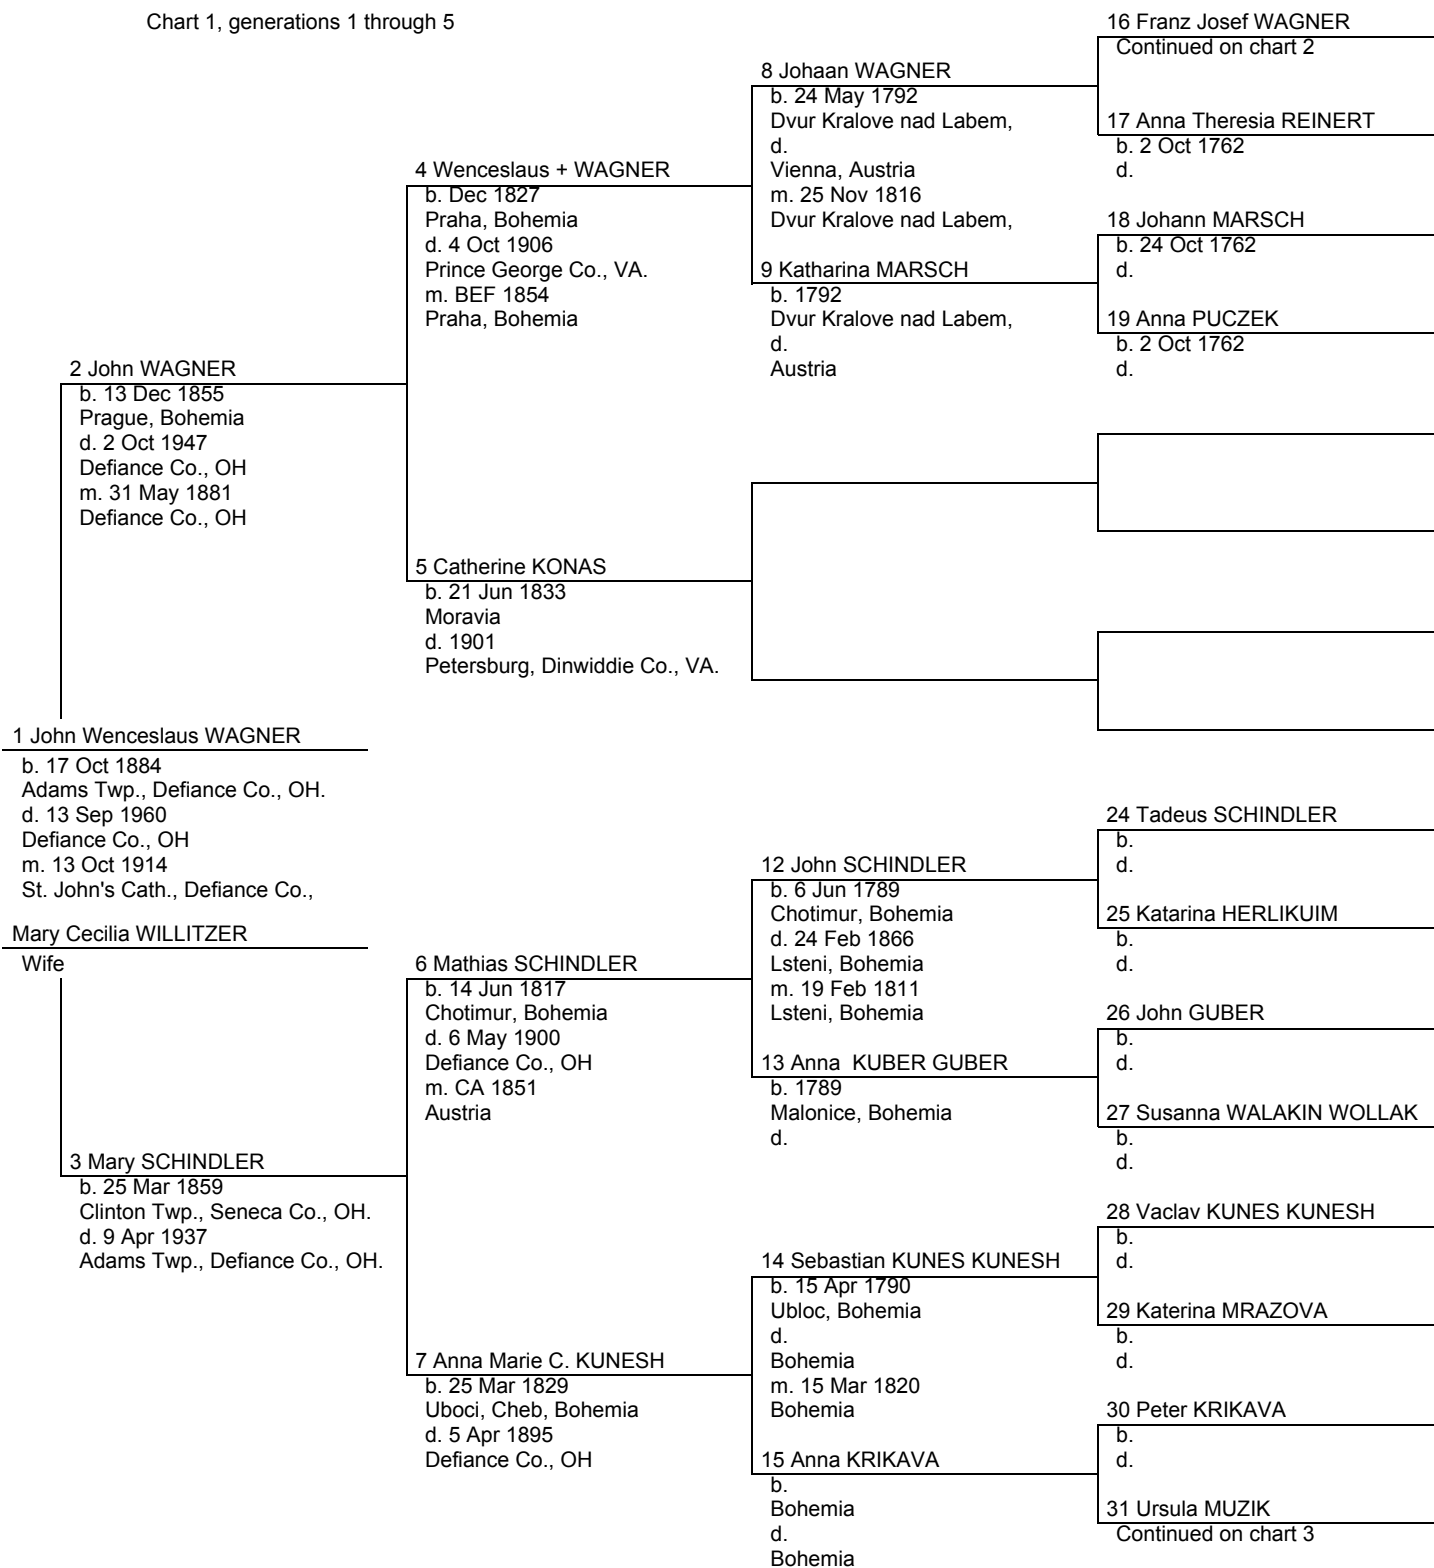 Chart 1, generations 1 through 5
16 Franz Josef WAGNER
Continued on chart 2
8 Johaan WAGNER
b. 24 May 1792
Dvur Kralove nad Labem,
d.
Vienna, Austria
m. 25 Nov 1816
Dvur Kralove nad Labem,
17 Anna Theresia REINERT
b. 2 Oct 1762
d.
4 Wenceslaus + WAGNER
b. Dec 1827
Praha, Bohemia
d. 4 Oct 1906
Prince George Co., VA.
m. BEF 1854
Praha, Bohemia
18 Johann MARSCH
b. 24 Oct 1762
d.
9 Katharina MARSCH
b. 1792
Dvur Kralove nad Labem,
d.
Austria
19 Anna PUCZEK
b. 2 Oct 1762
d.
2 John WAGNER
b. 13 Dec 1855
Prague, Bohemia
d. 2 Oct 1947
Defiance Co., OH
m. 31 May 1881
Defiance Co., OH
5 Catherine KONAS
b. 21 Jun 1833
Moravia
d. 1901
Petersburg, Dinwiddie Co., VA.
1 John Wenceslaus WAGNER
b. 17 Oct 1884
Adams Twp., Defiance Co., OH.
d. 13 Sep 1960
Defiance Co., OH
m. 13 Oct 1914
St. John's Cath., Defiance Co.,
Mary Cecilia WILLITZER
Wife
24 Tadeus SCHINDLER
b.
d.
12 John SCHINDLER
b. 6 Jun 1789
Chotimur, Bohemia
d. 24 Feb 1866
Lsteni, Bohemia
m. 19 Feb 1811
Lsteni, Bohemia
25 Katarina HERLIKUIM
b.
d.
6 Mathias SCHINDLER
b. 14 Jun 1817
Chotimur, Bohemia
d. 6 May 1900
Defiance Co., OH
m. CA 1851
Austria
26 John GUBER
b.
d.
13 Anna  KUBER GUBER
b. 1789
Malonice, Bohemia
d.
27 Susanna WALAKIN WOLLAK
b.
d.
3 Mary SCHINDLER
b. 25 Mar 1859
Clinton Twp., Seneca Co., OH.
d. 9 Apr 1937
Adams Twp., Defiance Co., OH.
28 Vaclav KUNES KUNESH
b.
d.
14 Sebastian KUNES KUNESH
b. 15 Apr 1790
Ubloc, Bohemia
d.
Bohemia
m. 15 Mar 1820
Bohemia
29 Katerina MRAZOVA
b.
d.
7 Anna Marie C. KUNESH
b. 25 Mar 1829
Uboci, Cheb, Bohemia
d. 5 Apr 1895
Defiance Co., OH
30 Peter KRIKAVA
b.
d.
15 Anna KRIKAVA
b.
Bohemia
d.
Bohemia
31 Ursula MUZIK
Continued on chart 3